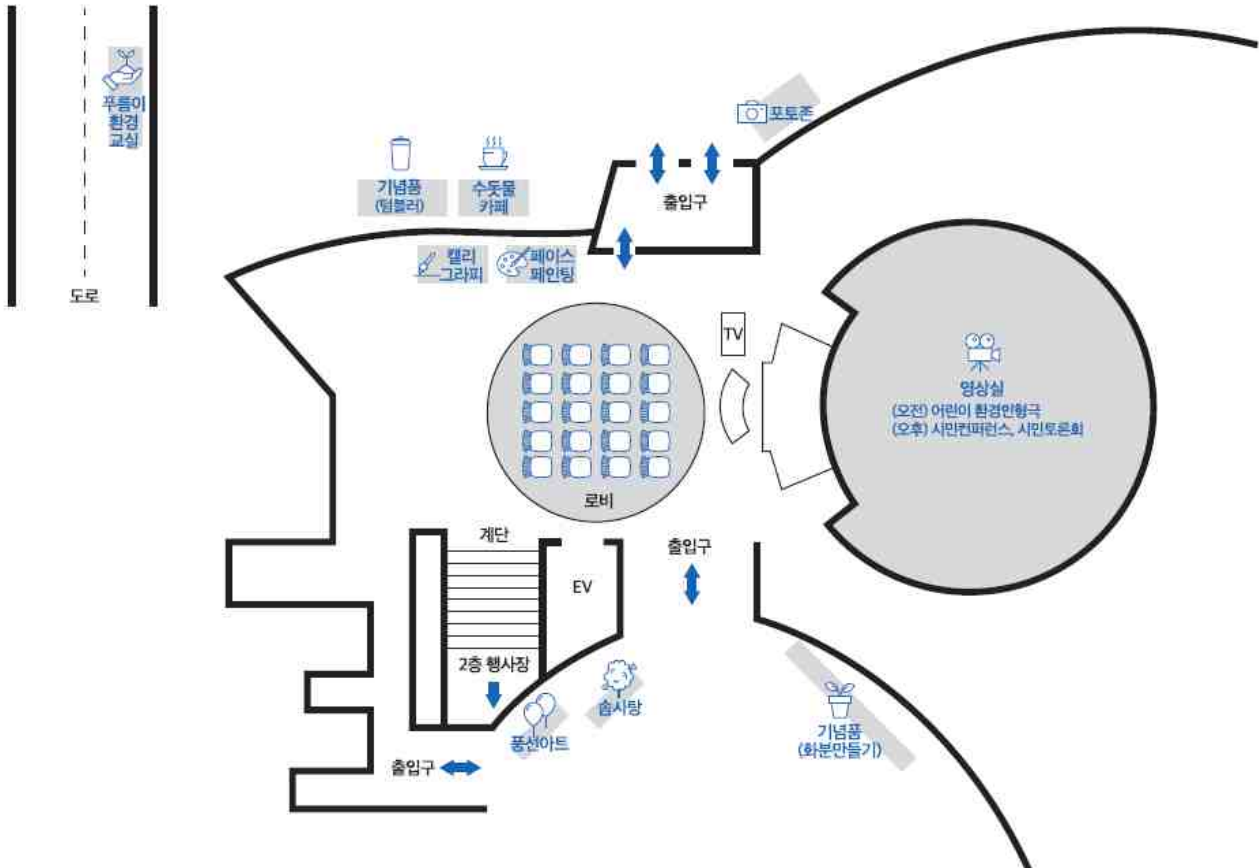 푸름이
환경
교실
도로
포토존
기념품
(텀블러)
수돗물
카페
출입구
캘리
그라피
페이스
페인팅
TV
영상실
(오전) 어린이 환경인형극
(오후) 시민컨퍼런스, 시민토론회
로비
계단
출입구
EV
2층 행사장
솜사탕
풍선아트
기념품
(화분만들기)
출입구